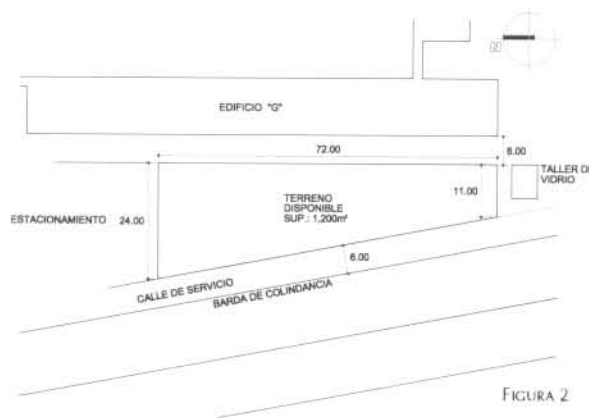 N
EDIFICIO "G"
72.00
6.00
TALLER DE
VIDRIO
11.00
TERRENO
DISPONIBLE
SUP.: 1,200m²
ESTACIONAMIENTO
24.00
6.00
CALLE DE SERVICIO
BARDA DE COLINDANCIA
FIGURA 2